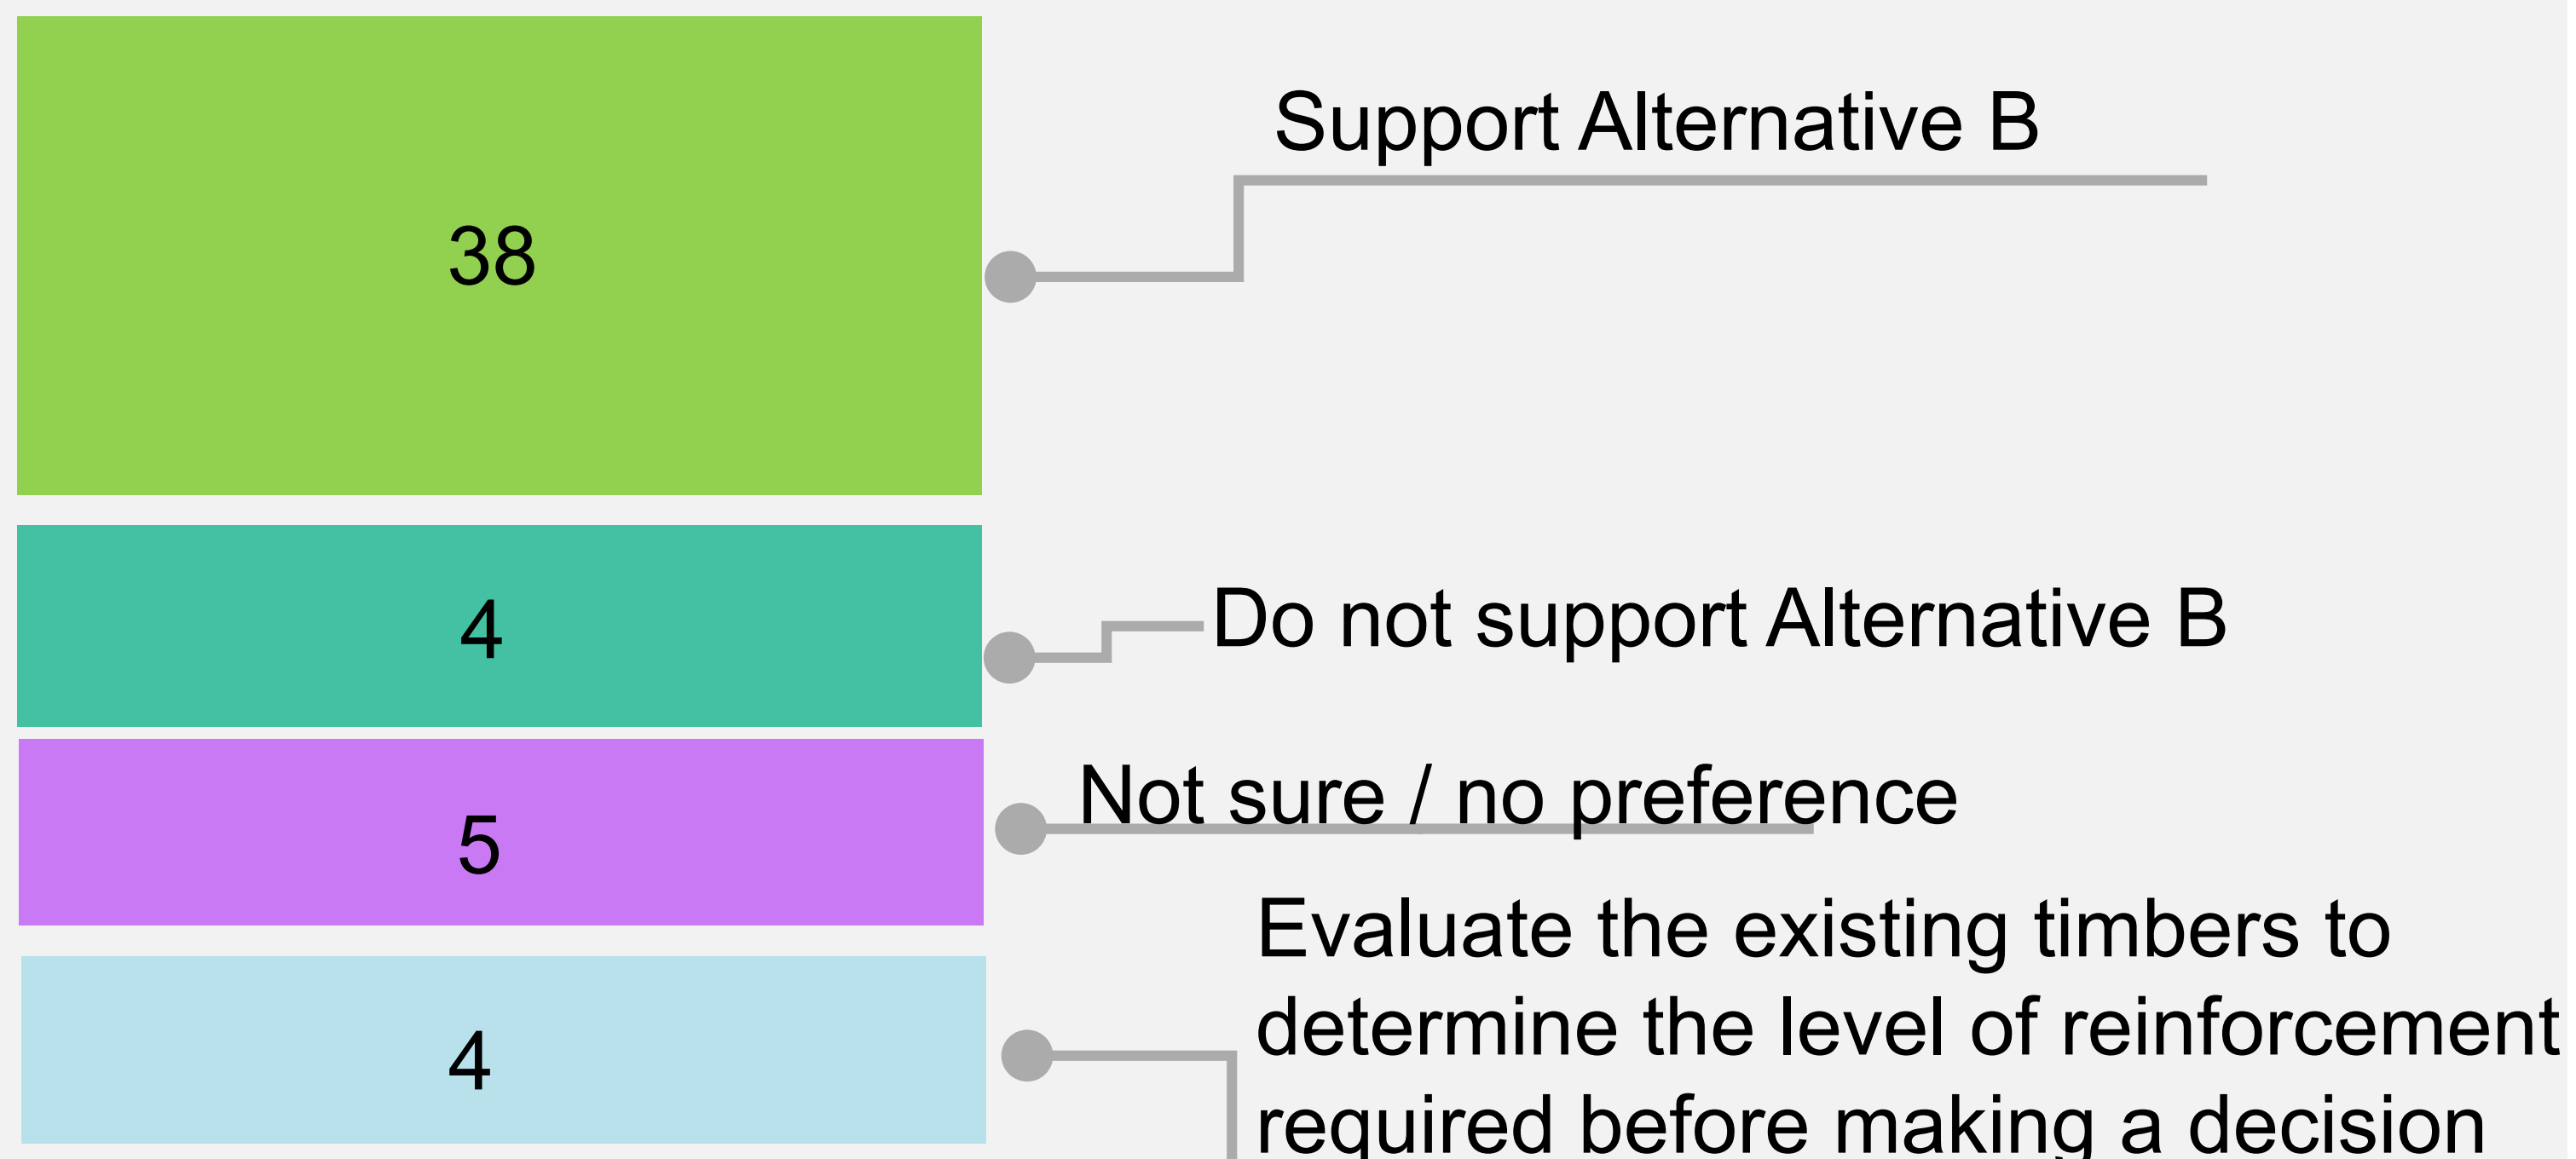 38
Support Alternative B
4
Do not support Alternative B
5
Not sure / no preference
4
Evaluate the existing timbers to
determine the level of reinforcement
required before making a decision